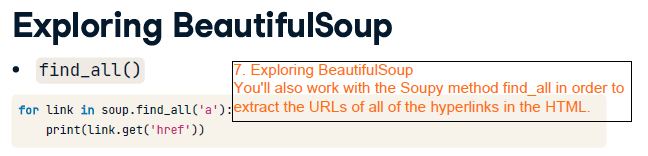 Exploring BeautifulSoup
• find_all()
7. Exploring BeautifulSoup
You'll also work with the Soupy method find_all in order to
extract the URLs of all of the hyperlinks in the HTML.
for link in soup.find_all('a'):
    print(link.get('href'))